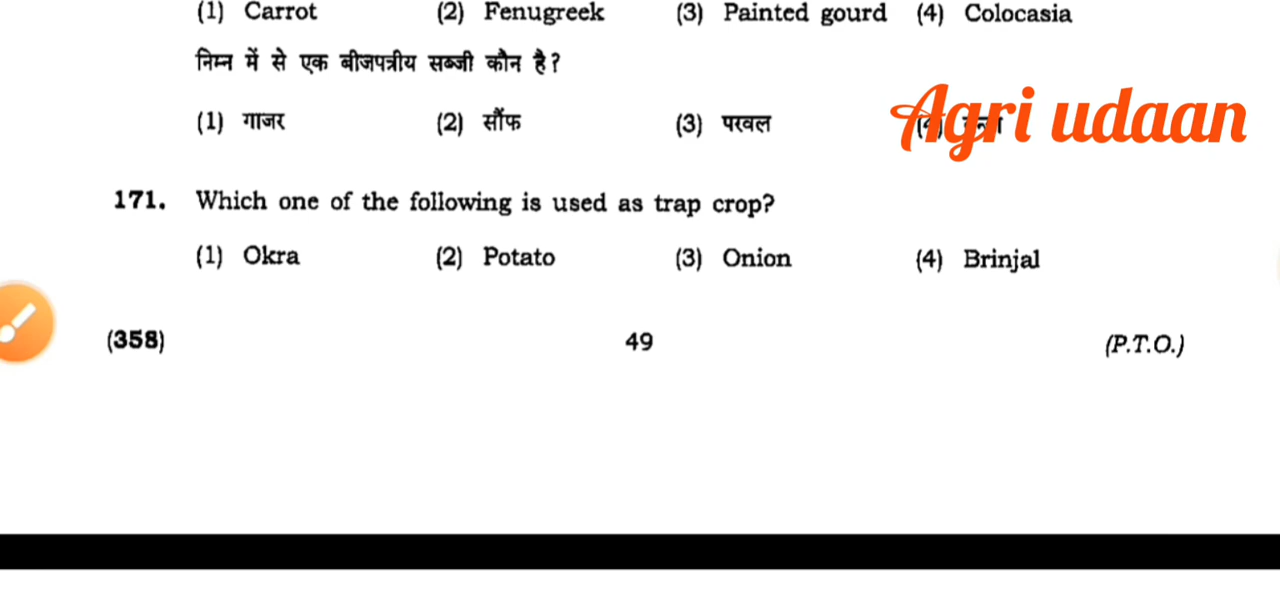 (1) Carrot (2) Fenugreek (3) Painted gourd (4) Colocasia
निम्न में से एक बीजपत्रीय सब्जी कौन है?
(1) गाजर (2) सौंफ (3) परवल (4)
Agri udaan
171. Which one of the following is used as trap crop?
(1) Okra (2) Potato (3) Onion (4) Brinjal
(358) 49 (P.T.O.)